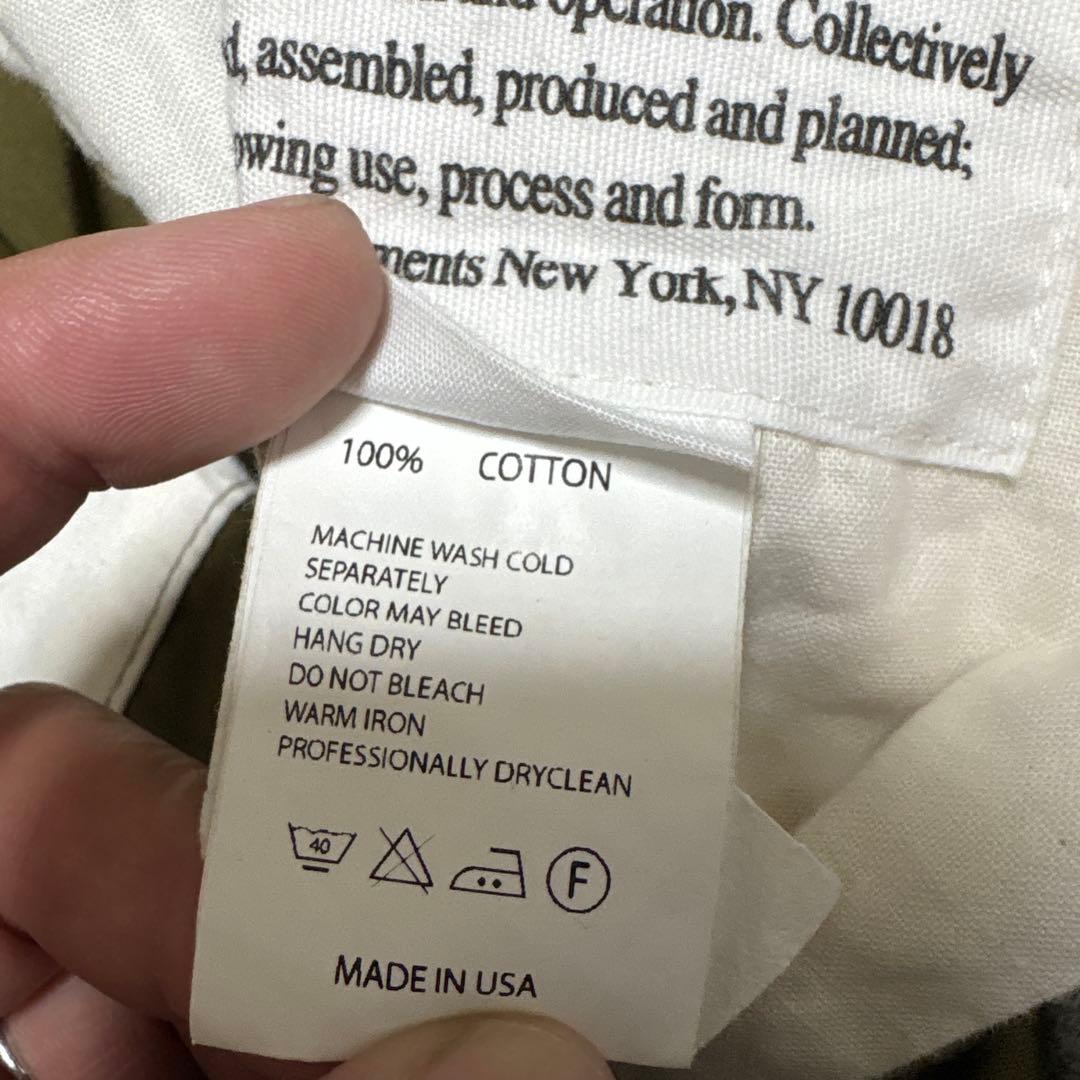 and operation. Collectively
assembled, produced and planned;
use, process and form.
New York, NY 10018
100% COTTON
MACHINE WASH COLD
SEPARATELY
COLOR MAY BLEED
HANG DRY
DO NOT BLEACH
WARM IRON
PROFESSIONALLY DRYCLEAN
40
F
MADE IN USA